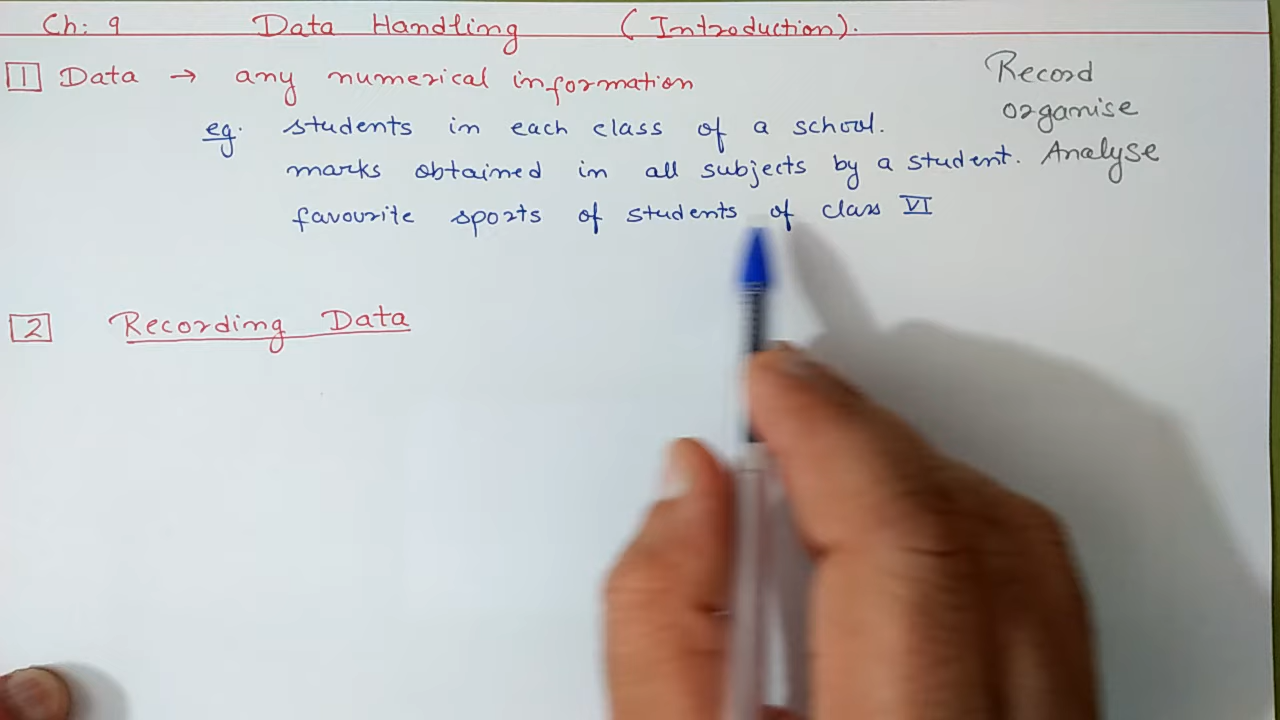 Ch: 9 Data Handling (Introduction).
1 Data → any numerical information
eg. students in each class of a school.
marks obtained in all subjects by a student.
favourite sports of students of class VI
Record
organise
Analyse
2 Recording Data